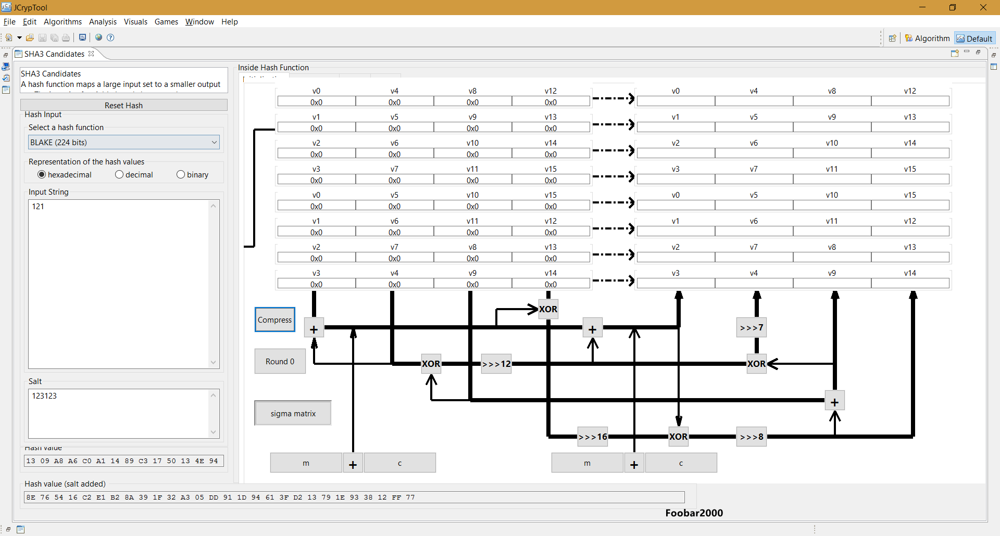 JCrypTool
File Edit Algorithms Analysis Visuals Games Window Help
Algorithm Default
SHA3 Candidates
SHA3 Candidates
A hash function maps a large input set to a smaller output
Reset Hash
Hash Input
Select a hash function
BLAKE (224 bits)
Representation of the hash values
hexadecimal decimal binary
Input String
121
Salt
123123
Hash value
13 09 A8 A6 C0 A1 14 89 C3 17 50 13 4E 94
Hash value (salt added)
8E 76 54 16 C2 E1 B2 8A 39 1F 32 A3 05 DD 91 1D 94 61 3F D2 13 79 1E 93 38 12 FF 77
Inside Hash Function
v0 v4 v8 v12 v0 v4 v8 v12
0x0 0x0 0x0 0x0
v1 v5 v9 v13 v1 v5 v9 v13
0x0 0x0 0x0 0x0
v2 v6 v10 v14 v2 v6 v10 v14
0x0 0x0 0x0 0x0
v3 v7 v11 v15 v3 v7 v11 v15
0x0 0x0 0x0 0x0
v0 v5 v10 v15 v0 v5 v10 v15
0x0 0x0 0x0 0x0
v1 v6 v11 v12 v1 v6 v11 v12
0x0 0x0 0x0 0x0
v2 v7 v8 v13 v2 v7 v8 v13
0x0 0x0 0x0 0x0
v3 v4 v9 v14 v3 v4 v9 v14
0x0 0x0 0x0 0x0
XOR
Compress
+ + >>>7
Round 0 XOR >>>12 XOR
+
sigma matrix
>>>16 XOR >>>8
m + c m + c
Foobar2000